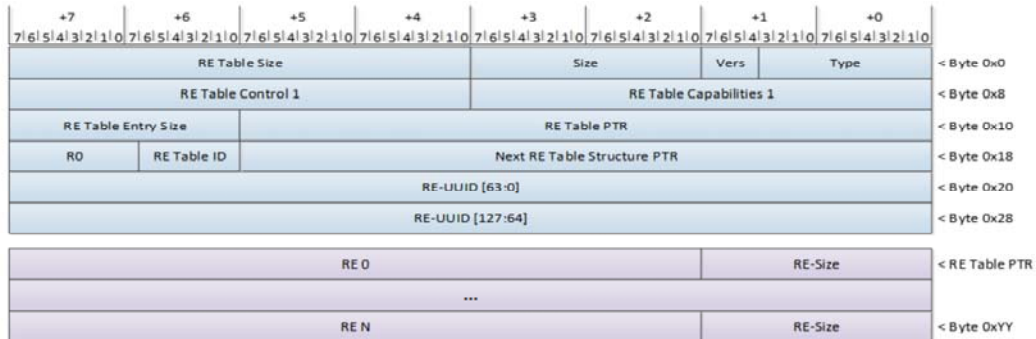 +7 +6 +5 +4 +3 +2 +1 +0
7|6|5|4|3|2|1|0 7|6|5|4|3|2|1|0 7|6|5|4|3|2|1|0 7|6|5|4|3|2|1|0 7|6|5|4|3|2|1|0 7|6|5|4|3|2|1|0 7|6|5|4|3|2|1|0 7|6|5|4|3|2|1|0
RE Table Size Size Vers Type < Byte 0x0
RE Table Control 1 RE Table Capabilities 1 < Byte 0x8
RE Table Entry Size RE Table PTR < Byte 0x10
R0 RE Table ID Next RE Table Structure PTR < Byte 0x18
RE-UUID [63:0] < Byte 0x20
RE-UUID [127:64] < Byte 0x28
RE 0 RE-Size < RE Table PTR
...
RE N RE-Size < Byte 0xYY